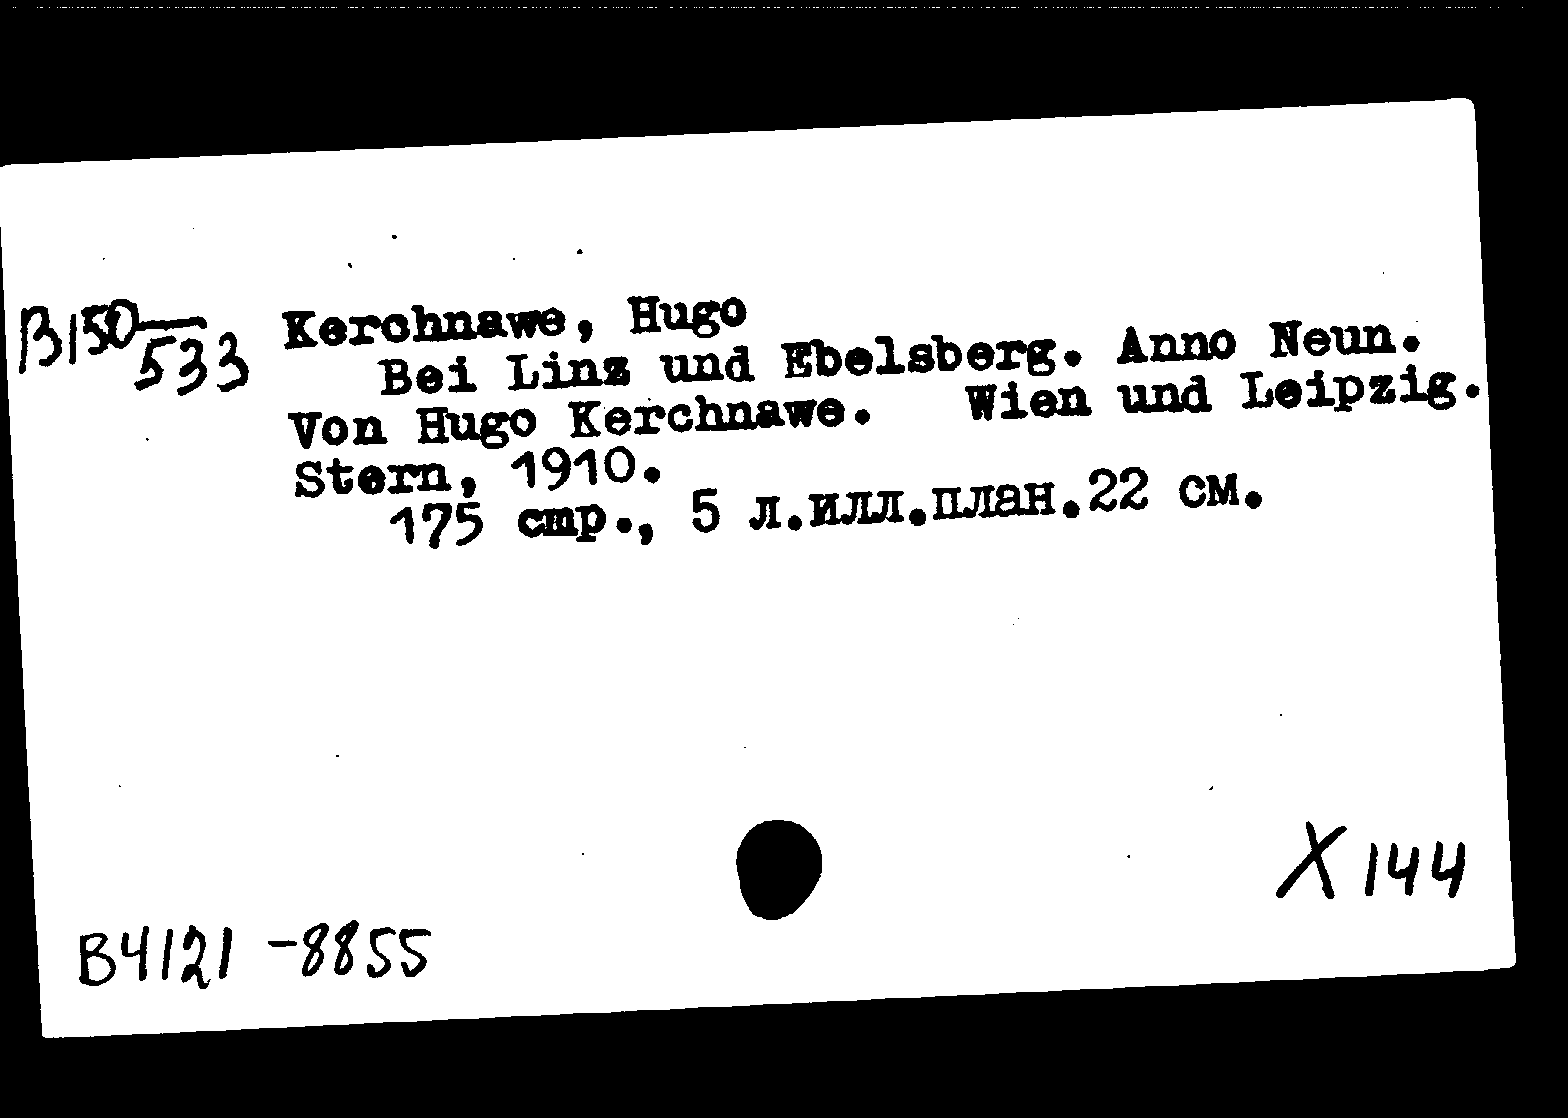 B150/533
Kerchnawe, Hugo
Bei Linz und Ebelsberg. Anno Neun.
Von Hugo Kerchnawe. Wien und Leipzig.
Stern, 1910.
175 стр., 5 л.илл.план.22 см.
X 144
B4121-8855